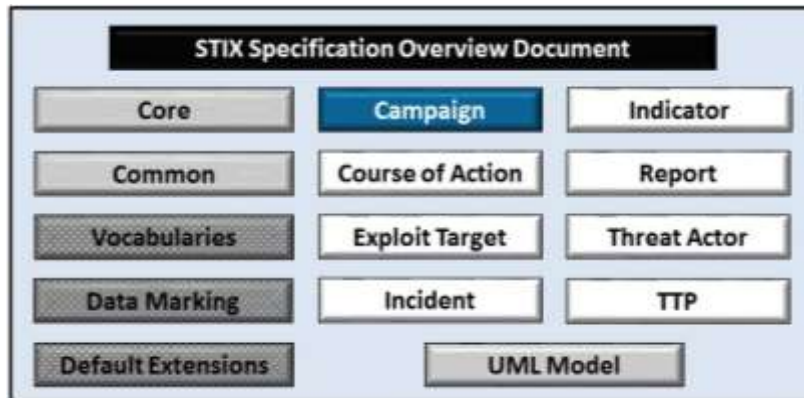 STIX Specification Overview Document
Core
Campaign
Indicator
Common
Course of Action
Report
Vocabularies
Exploit Target
Threat Actor
Data Marking
Incident
TTP
Default Extensions
UML Model